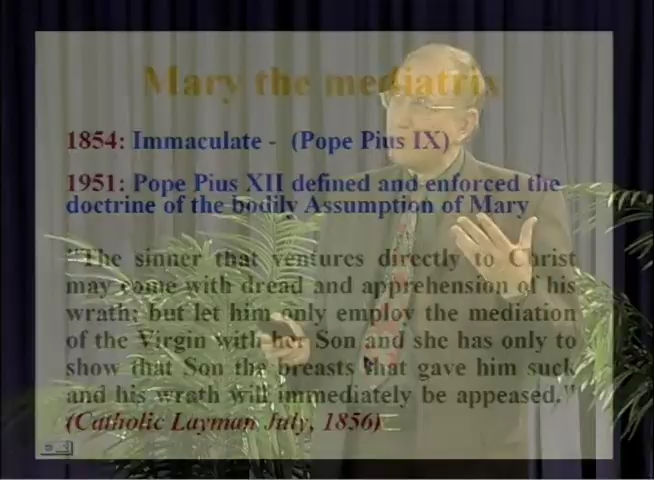 Mary the mediatrix
1854: Immaculate - (Pope Pius IX)
1951: Pope Pius XII defined and enforced the
doctrine of the bodily Assumption of Mary
"The sinner that ventures directly to Christ
may come with dread and apprehension of his
wrath; but let him only employ the mediation
of the Virgin with her Son and she has only to
show that Son the breasts that gave him suck
and his wrath will immediately be appeased."
(Catholic Layman July, 1856)